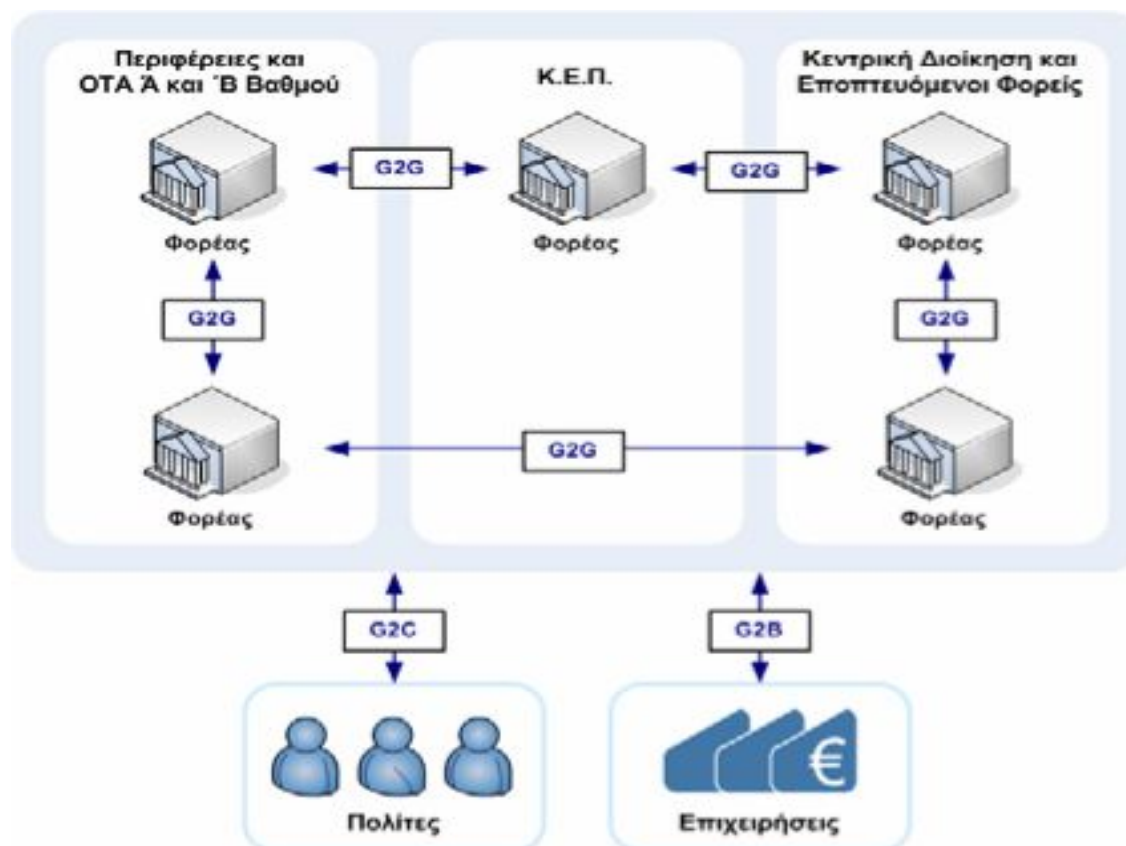 Περιφέρειες και
ΟΤΑ Ά και ΄Β Βαθμού
Κ.Ε.Π.
Κεντρική Διοίκηση και
Εποπτευόμενοι Φορείς
G2G
G2G
Φορέας
Φορέας
Φορέας
G2G
G2G
G2G
Φορέας
Φορέας
G2C
G2B
€
Πολίτες
Επιχειρήσεις